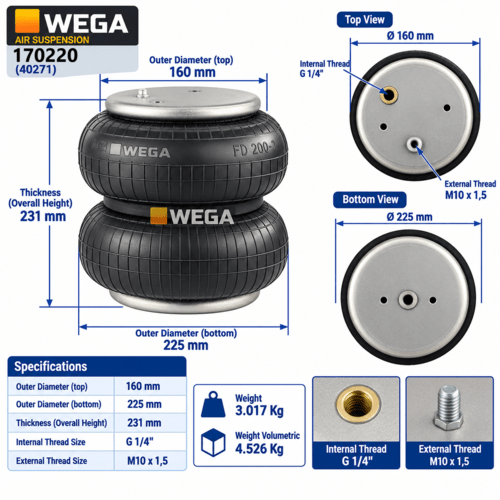 WEGA
AIR SUSPENSION
170220
(40271)
Outer Diameter (top)
160 mm
WEGA
FD 200-
WEGA
Thickness
(Overall Height)
231 mm
Outer Diameter (bottom)
225 mm
Top View
Ø 160 mm
Internal Thread
G 1/4"
External Thread
M10 x 1,5
Bottom View
Ø 225 mm
Specifications
Outer Diameter (top) 160 mm
Outer Diameter (bottom) 225 mm
Thickness (Overall Height) 231 mm
Internal Thread Size G 1/4"
External Thread Size M10 x 1,5
Weight
3.017 Kg
Weight Volumetric
4.526 Kg
Internal Thread
G 1/4"
External Thread
M10 x 1,5